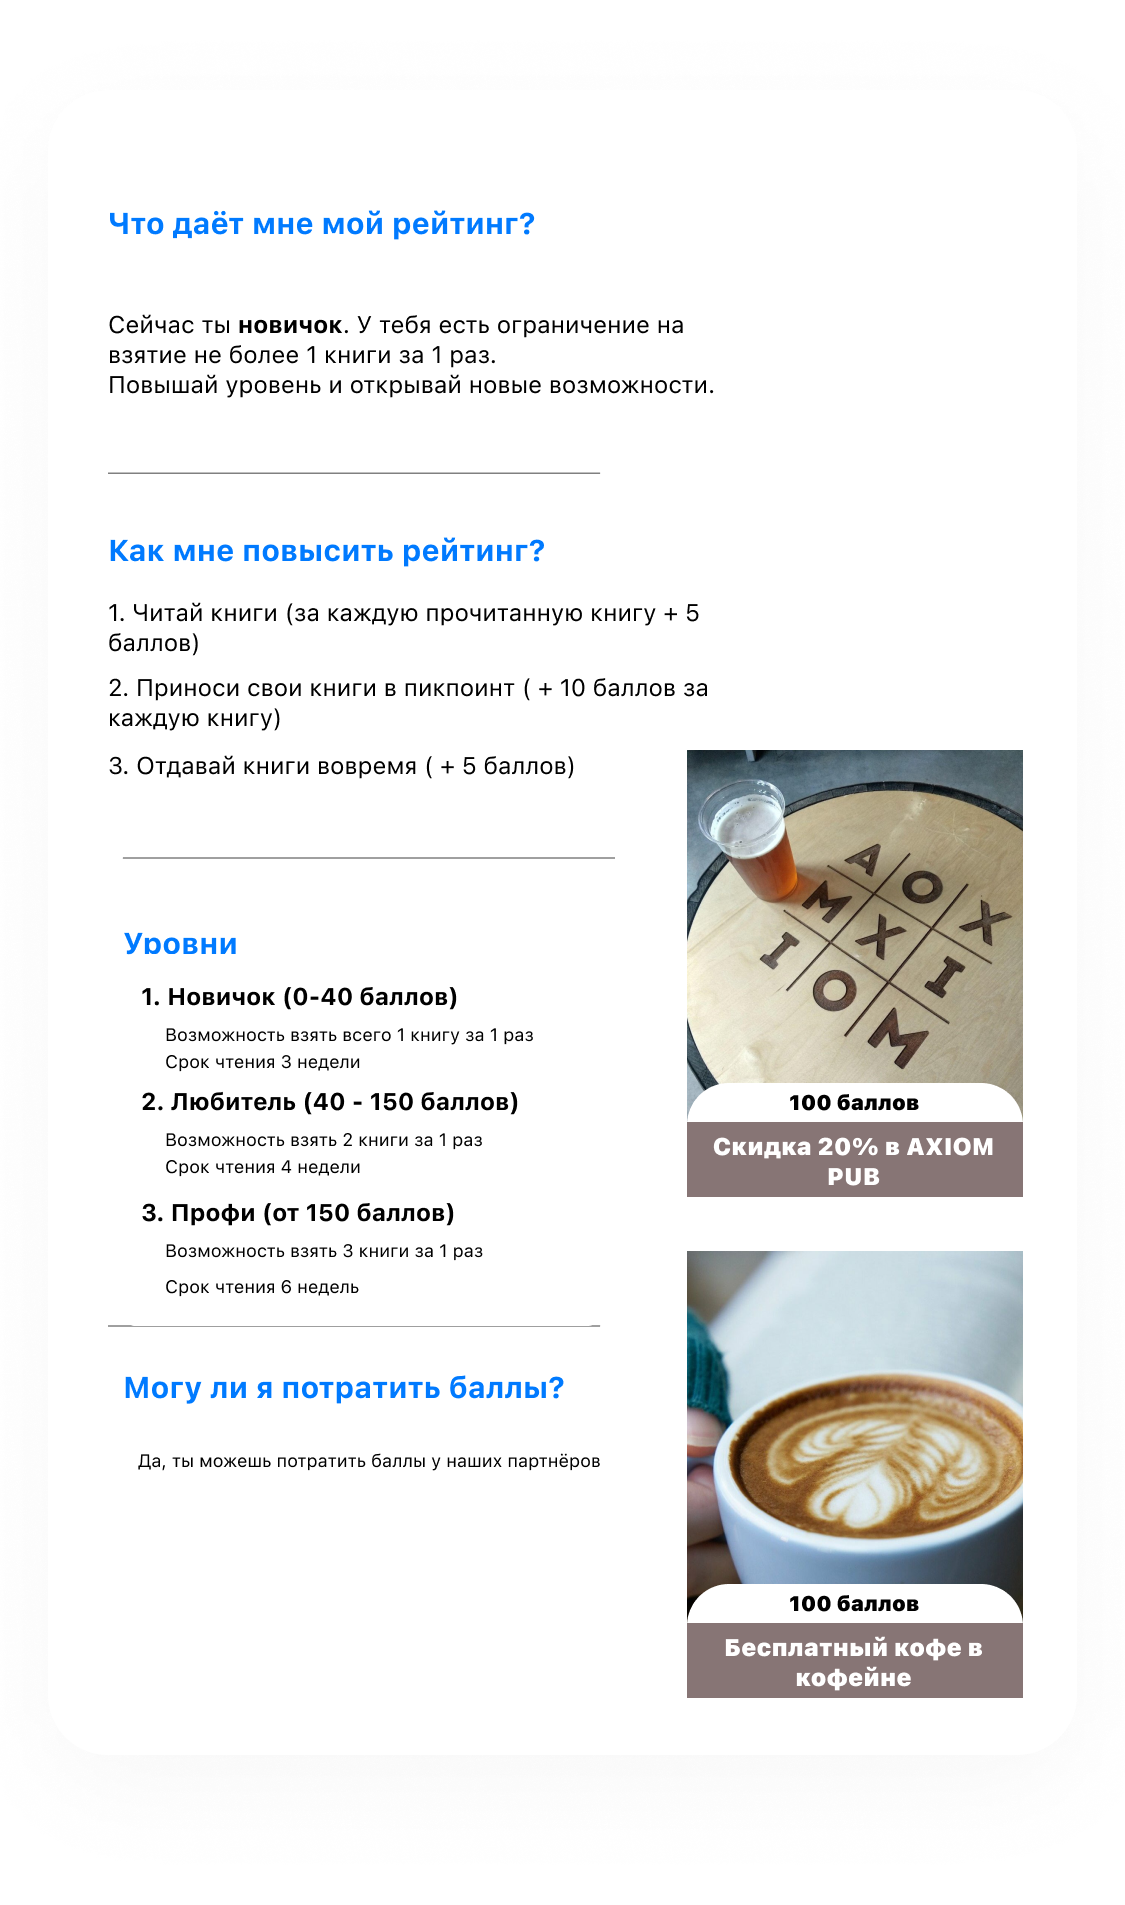 Что даёт мне мой рейтинг?
Сейчас ты новичок. У тебя есть ограничение на
взятие не более 1 книги за 1 раз.
Повышай уровень и открывай новые возможности.
Как мне повысить рейтинг?
1. Читай книги (за каждую прочитанную книгу + 5
баллов)
2. Приноси свои книги в пикпоинт ( + 10 баллов за
каждую книгу)
3. Отдавай книги вовремя ( + 5 баллов)
Уровни
1. Новичок (0-40 баллов)
Возможность взять всего 1 книгу за 1 раз
Срок чтения 3 недели
2. Любитель (40 - 150 баллов)
Возможность взять 2 книги за 1 раз
Срок чтения 4 недели
3. Профи (от 150 баллов)
Возможность взять 3 книги за 1 раз
Срок чтения 6 недель
Могу ли я потратить баллы?
Да, ты можешь потратить баллы у наших партнёров
A O X
M X I
I O M
100 баллов
Скидка 20% в AXIOM
PUB
100 баллов
Бесплатный кофе в
кофейне